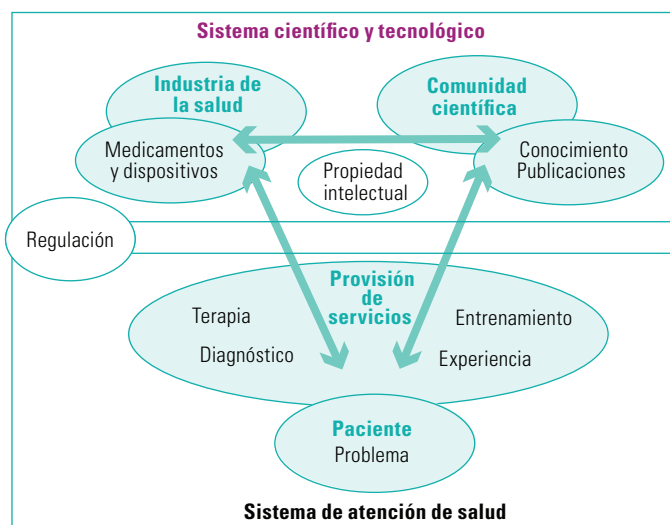 Sistema científico y tecnológico
Industria de
la salud
Comunidad
científica
Medicamentos
y dispositivos
Propiedad
intelectual
Conocimiento
Publicaciones
Regulación
Provisión
de
servicios
Terapia
Diagnóstico
Entrenamiento
Experiencia
Paciente
Problema
Sistema de atención de salud